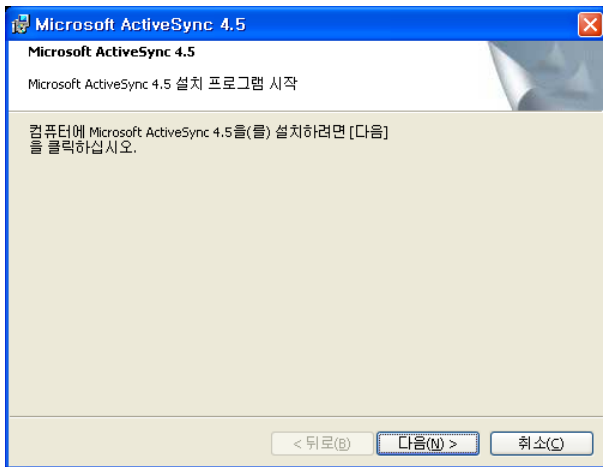 Microsoft ActiveSync 4.5
Microsoft ActiveSync 4.5
Microsoft ActiveSync 4.5 설치 프로그램 시작
컴퓨터에 Microsoft ActiveSync 4.5을(를) 설치하려면 [다음]
을 클릭하십시오.
< 뒤로(B) 다음(N) > 취소(C)